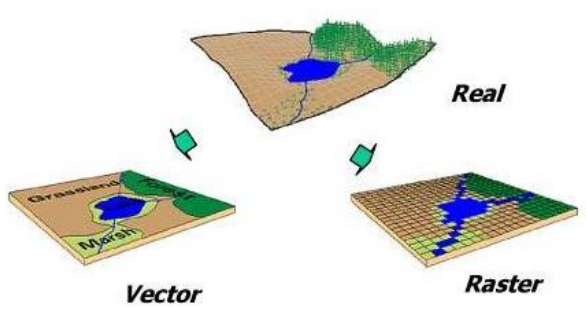 Real
Grassland
Forest
Marsh
Vector
Raster